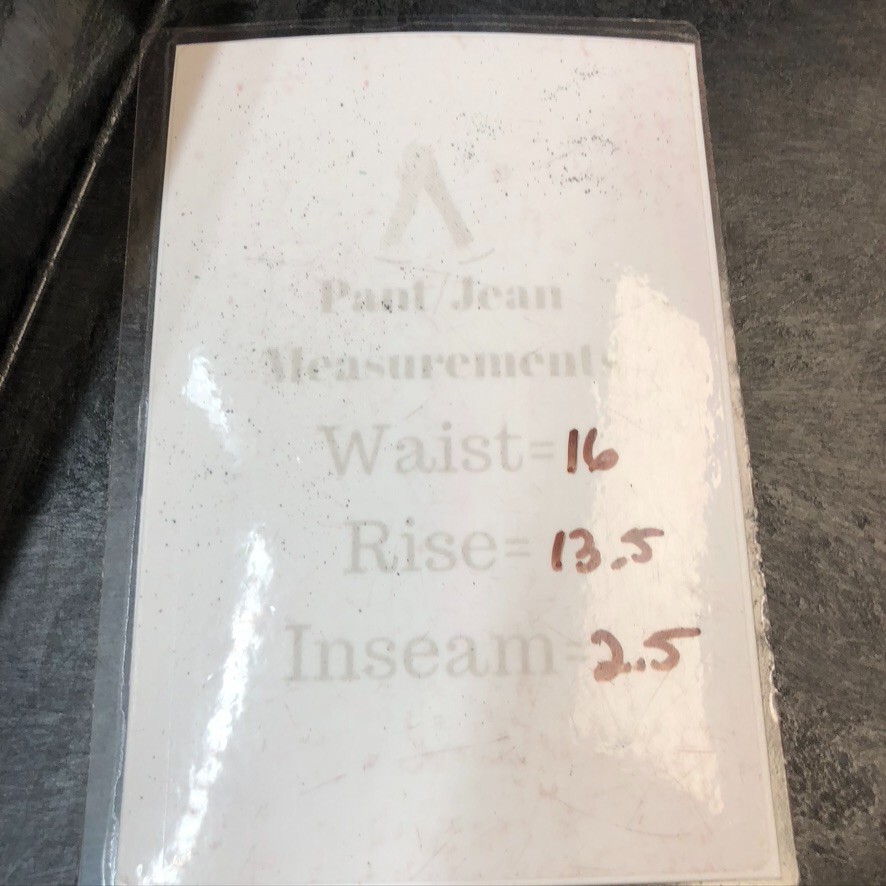 Pant/Jean
Measurements
Waist=16
Rise=13.5
Inseam=2.5